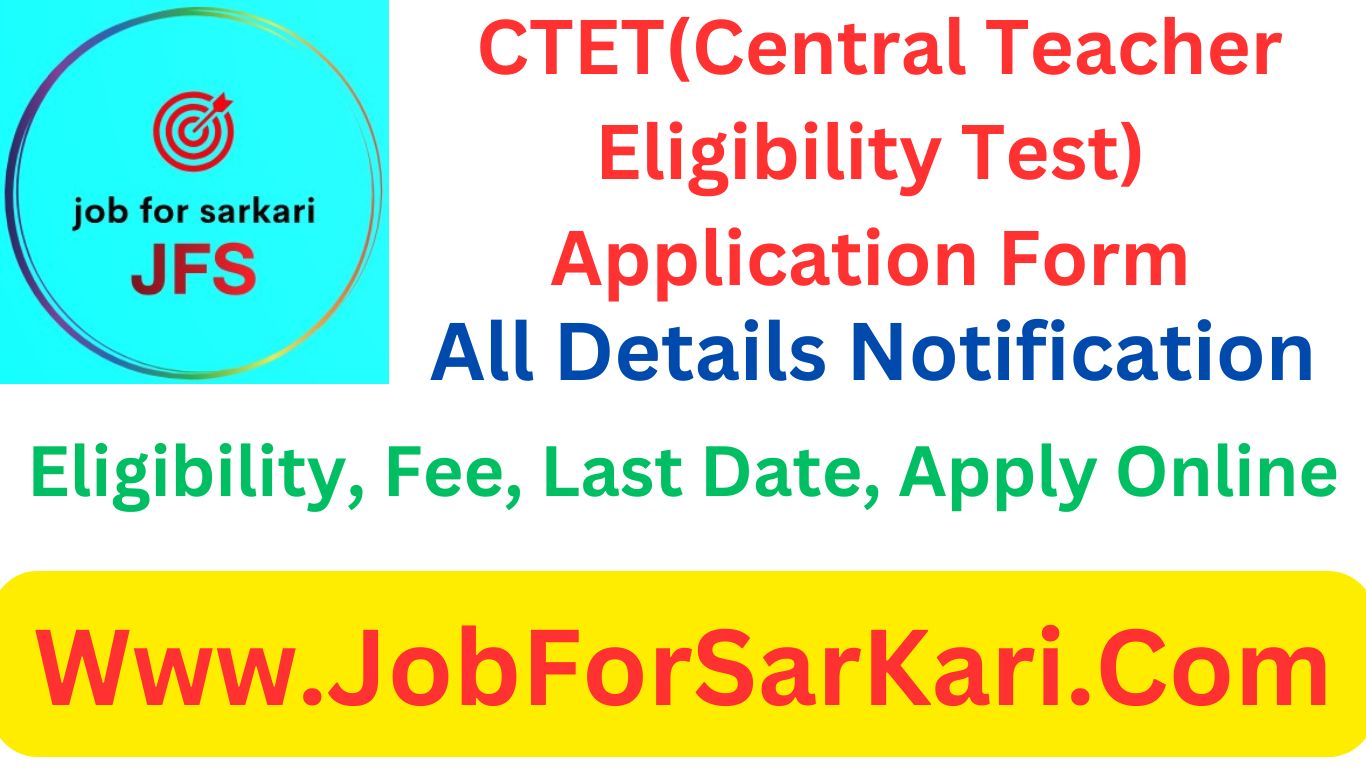 job for sarkari
JFS
CTET(Central Teacher
Eligibility Test)
Application Form
All Details Notification
Eligibility, Fee, Last Date, Apply Online
Www.JobForSarKari.Com